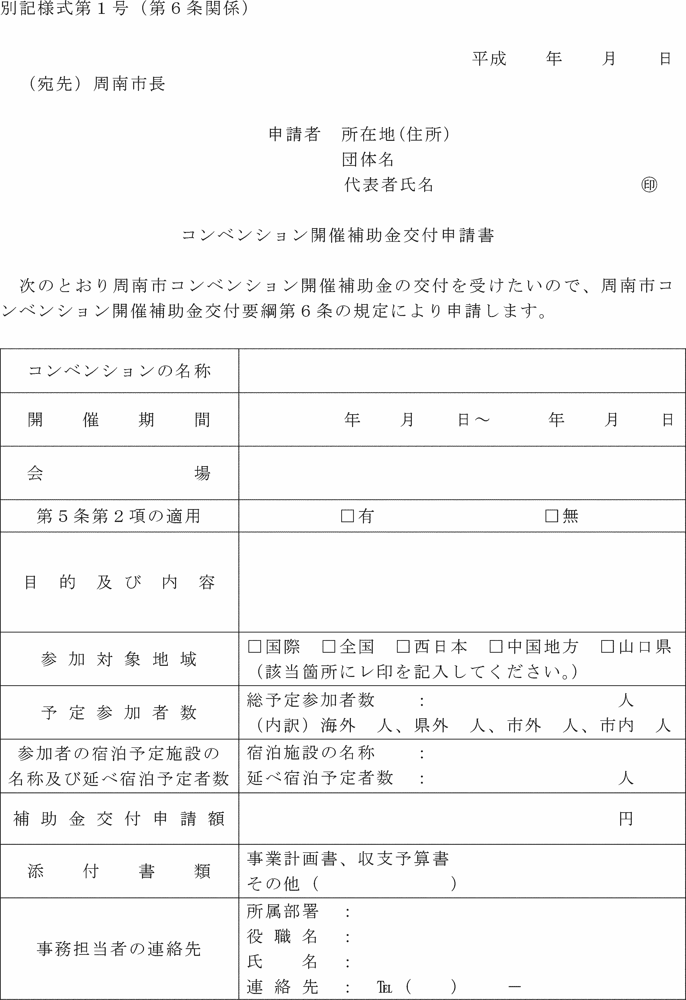 別記様式第１号（第６条関係）
平成　　年　　月　　日
（宛先）周南市長
申請者　所在地(住所)
団体名
代表者氏名　　　　　　　　　　　㊞
コンベンション開催補助金交付申請書
次のとおり周南市コンベンション開催補助金の交付を受けたいので、周南市コ
ンベンション開催補助金交付要綱第６条の規定により申請します。
コンベンションの名称
開　催　期　間　　　　　年　　月　　日～　　　年　　月　　日
会　　　　　場
第５条第２項の適用　　　　□有　　　　　　　　　□無
目　的　及　び　内　容
参加対象地域
□国際　□全国　□西日本　□中国地方　□山口県
（該当箇所にレ印を記入してください。）
予定参加者数
総予定参加者数　　：　　　　　　　　　　人
（内訳）海外　人、県外　人、市外　人、市内　人
参加者の宿泊予定施設の
名称及び延べ宿泊予定者数
宿泊施設の名称　　：
延べ宿泊予定者数　：　　　　　　　　　　人
補助金交付申請額　　　　　　　　　　　　円
添　付　書　類
事業計画書、収支予算書
その他（　　　　　　　）
事務担当者の連絡先
所属部署　：
役　職　名　：
氏　　　名　：
連　絡　先　：　℡（　　）　　－